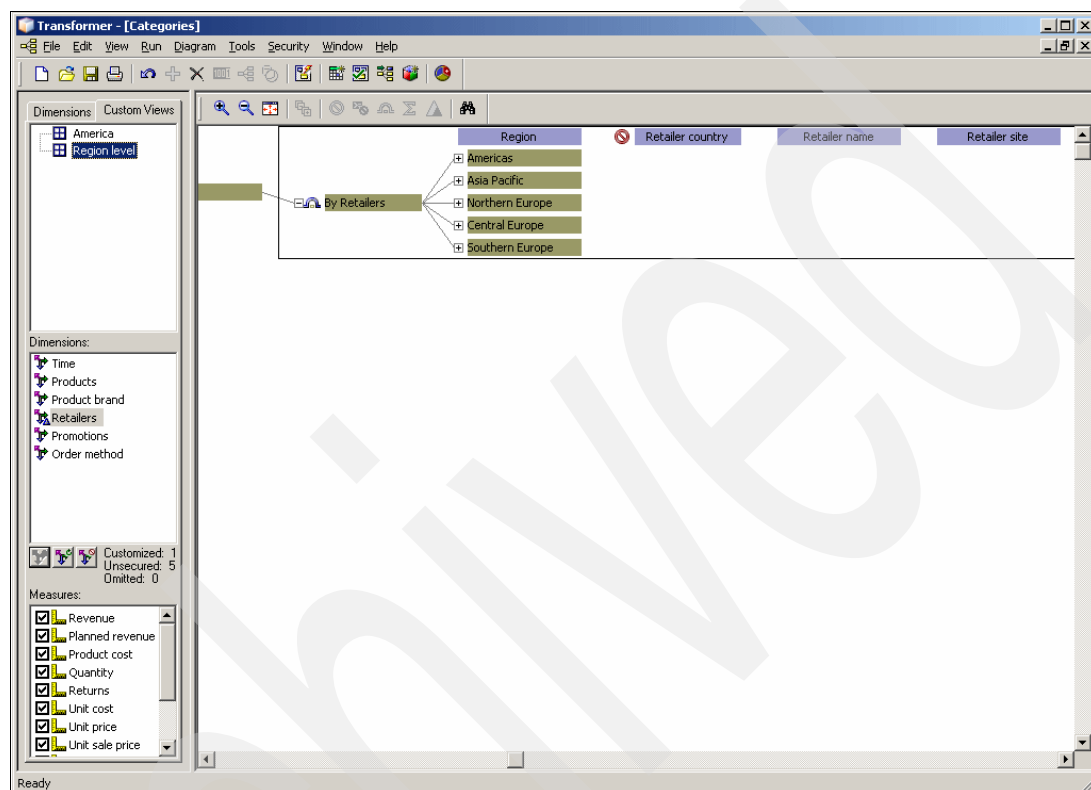 Transformer - [Categories]
File Edit View Run Diagram Tools Security Window Help
Dimensions Custom Views
America
Region level
Region Retailer country Retailer name Retailer site
By Retailers
Americas
Asia Pacific
Northern Europe
Central Europe
Southern Europe
Dimensions:
Time
Products
Product brand
Retailers
Promotions
Order method
Customized: 1
Unsecured: 5
Omitted: 0
Measures:
Revenue
Planned revenue
Product cost
Quantity
Returns
Unit cost
Unit price
Unit sale price
Ready